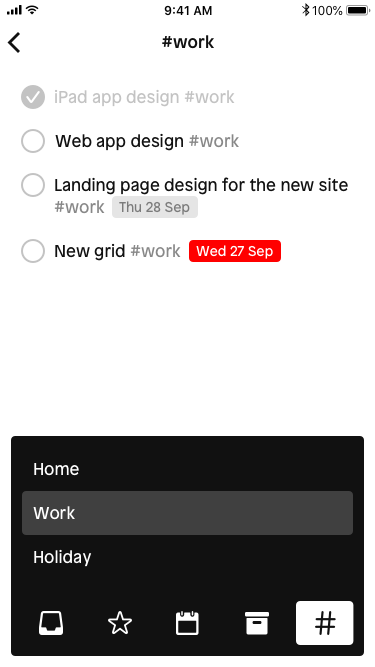 9:41 AM
100%
#work
iPad app design #work
Web app design #work
Landing page design for the new site
#work Thu 28 Sep
New grid #work Wed 27 Sep
Home
Work
Holiday
#